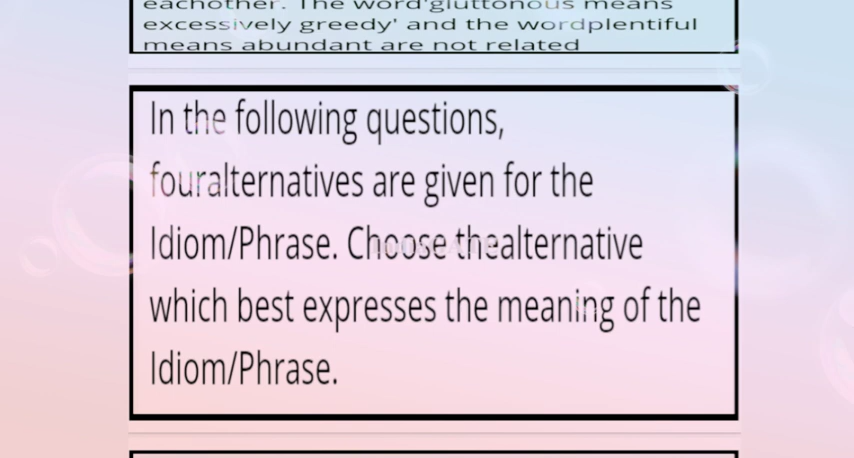 eachother. The word'gluttonous means
excessively greedy' and the wordplentiful
means abundant are not related
In the following questions,
fouralternatives are given for the
Idiom/Phrase. Choose thealternative
which best expresses the meaning of the
Idiom/Phrase.